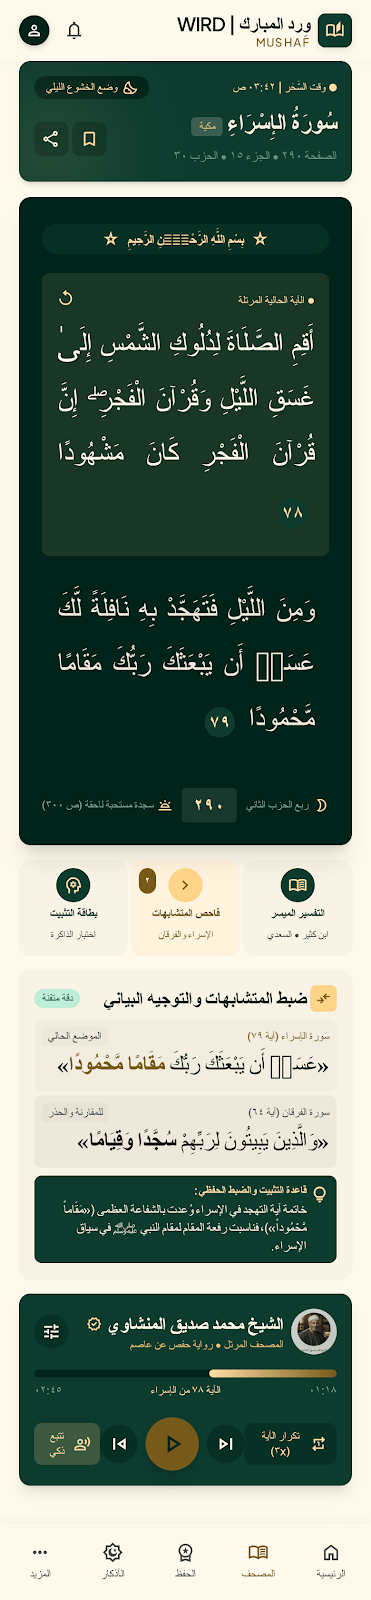 ورد المبارك | WIRD
MUSHAF
وقت السَّحَر | ٠٣:٤٢ ص
وضع الخشوع الليلي
سُورَةُ الإِسْرَاءِ
مكية
الصفحة ٢٩٠ • الجزء ١٥ • الحزب ٣٠
الآية الحالية المرتلة
أَقِمِ الصَّلَاةَ لِدُلُوكِ الشَّمْسِ إِلَىٰ
غَسَقِ اللَّيْلِ وَقُرْآنَ الْفَجْرِ ۖ إِنَّ
قُرْآنَ الْفَجْرِ كَانَ مَشْهُودًا
٧٨
وَمِنَ اللَّيْلِ فَتَهَجَّدْ بِهِ نَافِلَةً لَّكَ
أَن يَبْعَثَكَ رَبُّكَ مَقَامًا
مَّحْمُودًا ٧٩
ربع الحزب الثاني
٢٩٠
سجدة مستحبة لاحقة (ص ٣٠٠)
التفسير الميسر
ابن كثير • السعدي
٢
فاحص المتشابهات
الإسراء والفرقان
بطاقة التثبيت
اختبار الذاكرة
ضبط المتشابهات والتوجيه البياني
دقة متقنة
سورة الإسراء (آية ٧٩)
الموضع الحالي
أَن يَبْعَثَكَ رَبُّكَ مَقَامًا مَّحْمُودًا»
سورة الفرقان (آية ٦٤)
للمقارنة والحذر
«وَالَّذِينَ يَبِيتُونَ لِرَبِّهِمْ سُجَّدًا وَقِيَامًا»
قاعدة التثبيت والضبط الحفظي:
خاتمة آية التهجد في الإسراء وُعدت بالشفاعة العظمى («مَقَاماً
مَّحْمُوداً»)، فناسبت رفعة المقام لمقام النبي ﷺ في سياق
الإسراء.
الشيخ محمد صديق المنشاوي
المصحف المرتل • رواية حفص عن عاصم
٠١:١٨
الآية ٧٨ من الإسراء
٠٢:٤٥
تكرار الآية
(٣x)
تتبع
ذكي
الرئيسية
المصحف
الحفظ
الأذكار
المزيد